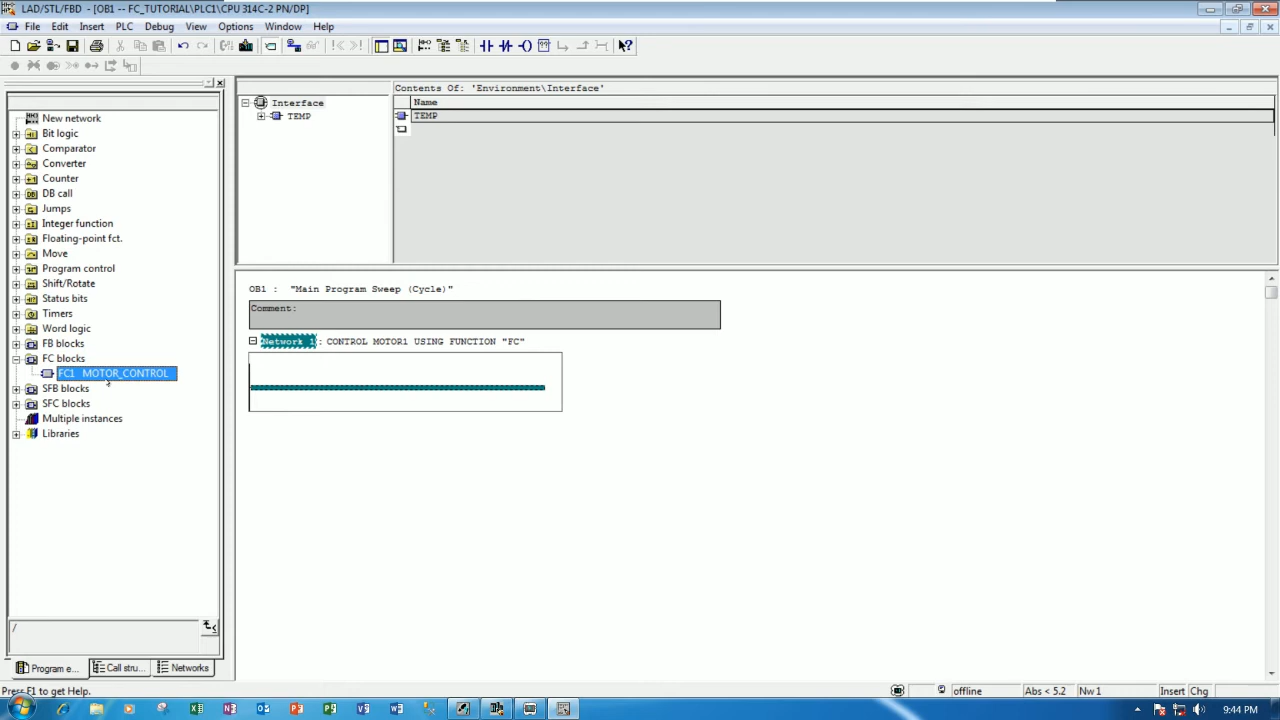 LAD/STL/FBD - [OB1 -- FC_TUTORIAL\PLC1\CPU 314C-2 PN/DP]
File Edit Insert PLC Debug View Options Window Help
Contents Of: 'Environment\Interface'
Interface
TEMP
Name
TEMP
New network
Bit logic
Comparator
Converter
Counter
DB call
Jumps
Integer function
Floating-point fct.
Move
Program control
Shift/Rotate
Status bits
Timers
Word logic
FB blocks
FC blocks
FC1 MOTOR_CONTROL
SFB blocks
SFC blocks
Multiple instances
Libraries
OB1 : "Main Program Sweep (Cycle)"
Comment:
Network 1: CONTROL MOTOR1 USING FUNCTION "FC"
/
Program e... Call stru... Networks
Press F1 to get Help. offline Abs < 5.2 Nw 1 Insert Chg
9:44 PM